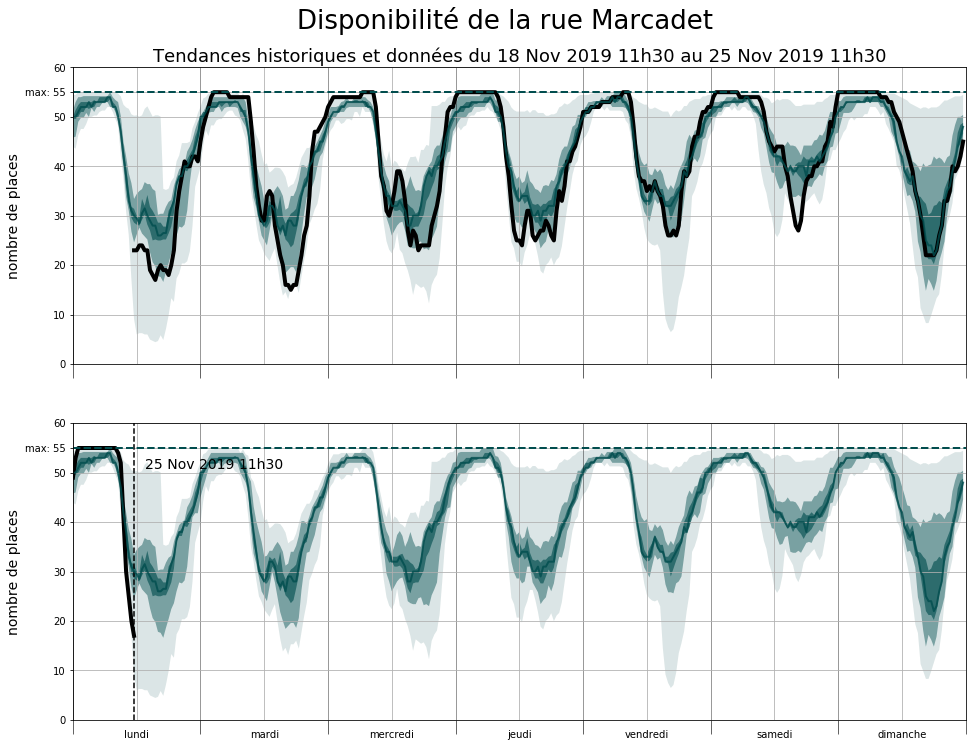 Disponibilité de la rue Marcadet
Tendances historiques et données du 18 Nov 2019 11h30 au 25 Nov 2019 11h30
60
max: 55
50
40
30
20
10
0
nombre de places
60
max: 55
50
40
30
20
10
0
nombre de places
25 Nov 2019 11h30
lundi mardi mercredi jeudi vendredi samedi dimanche